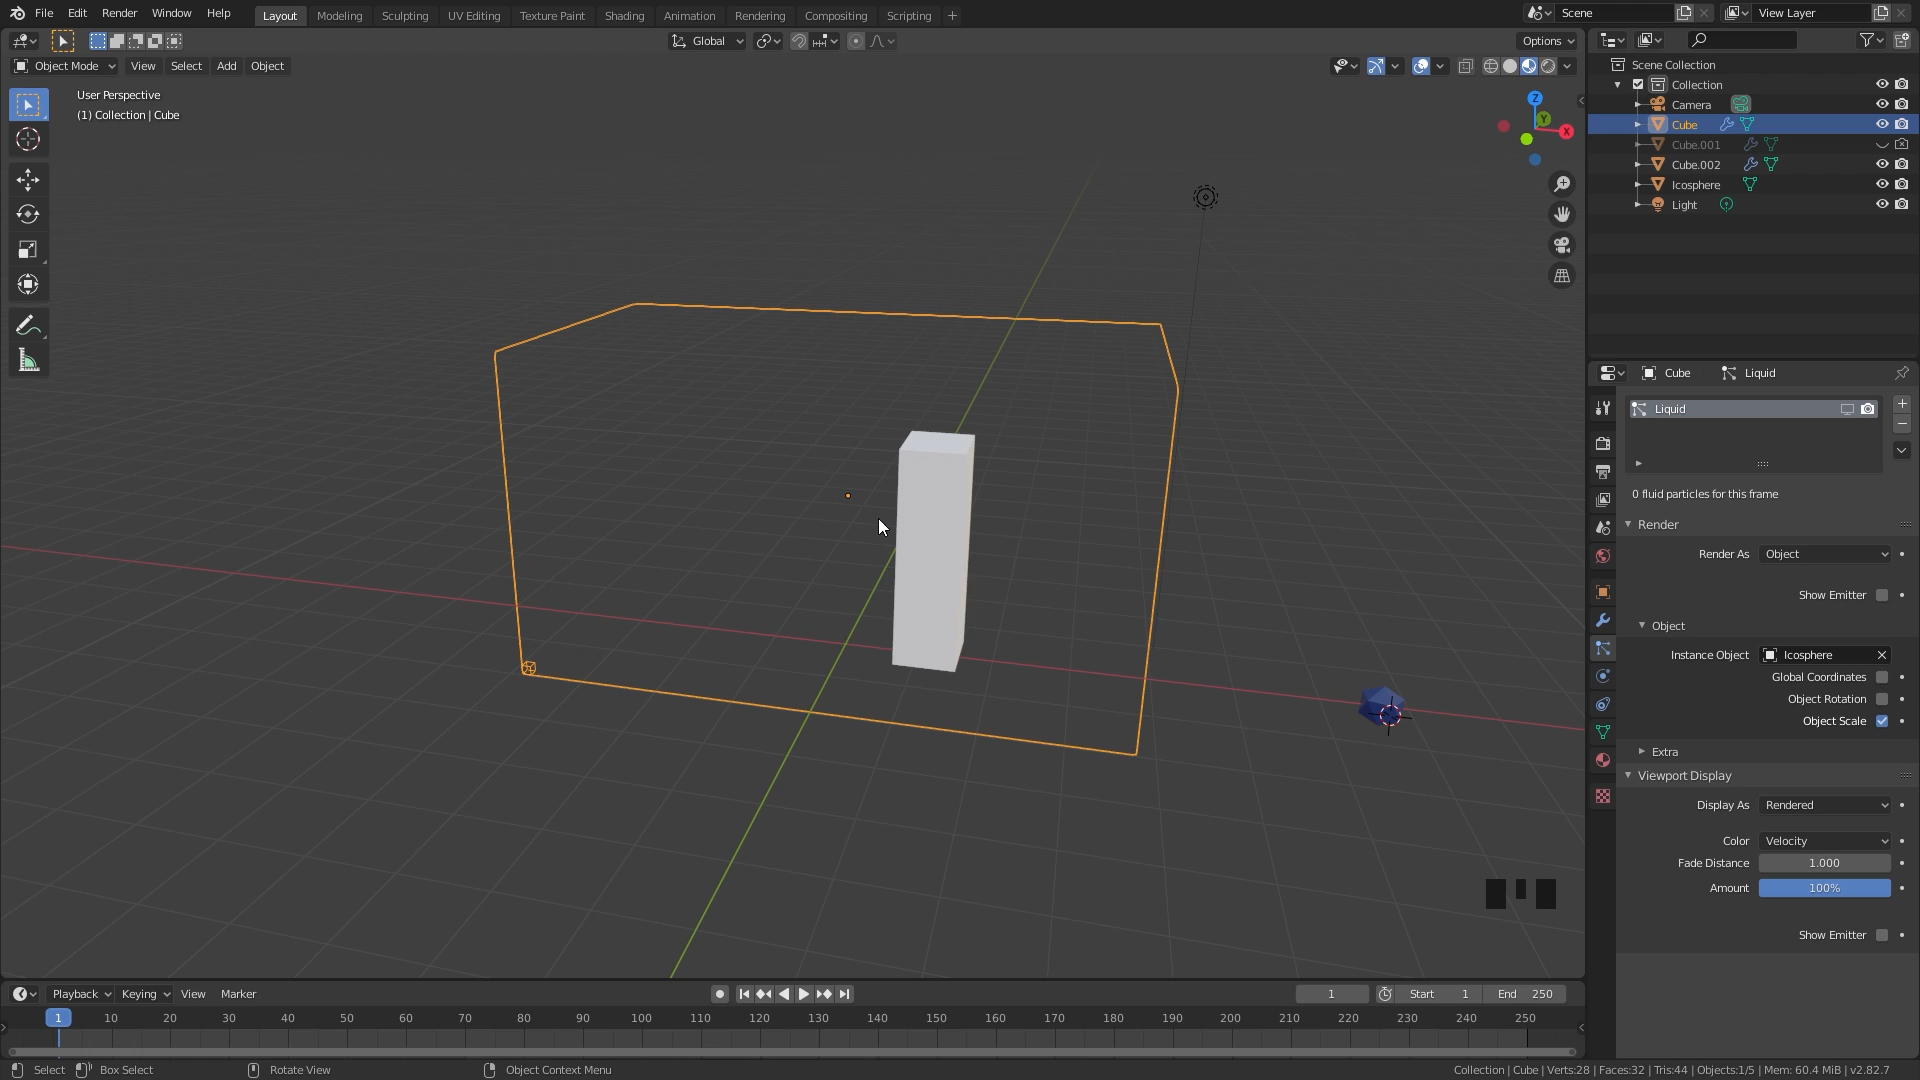 File Edit Render Window Help Layout Modeling Sculpting UV Editing Texture Paint Shading Animation Rendering Compositing Scripting + Scene View Layer
Global Options
Object Mode View Select Add Object
User Perspective
(1) Collection | Cube
Z
Y
X
Scene Collection
Collection
Camera
Cube
Cube.001
Cube.002
Icosphere
Light
Cube Liquid
Liquid
0 fluid particles for this frame
Render
Render As Object
Show Emitter
Object
Instance Object Icosphere
Global Coordinates
Object Rotation
Object Scale
Extra
Viewport Display
Display As Rendered
Color Velocity
Fade Distance 1.000
Amount 100%
Show Emitter
Playback Keying View Marker 1 Start 1 End 250
1 10 20 30 40 50 60 70 80 90 100 110 120 130 140 150 160 170 180 190 200 210 220 230 240 250
Select Box Select Rotate View Object Context Menu Collection | Cube | Verts:28 | Faces:32 | Tris:44 | Objects:1/5 | Mem: 60.4 MiB | v2.82.7